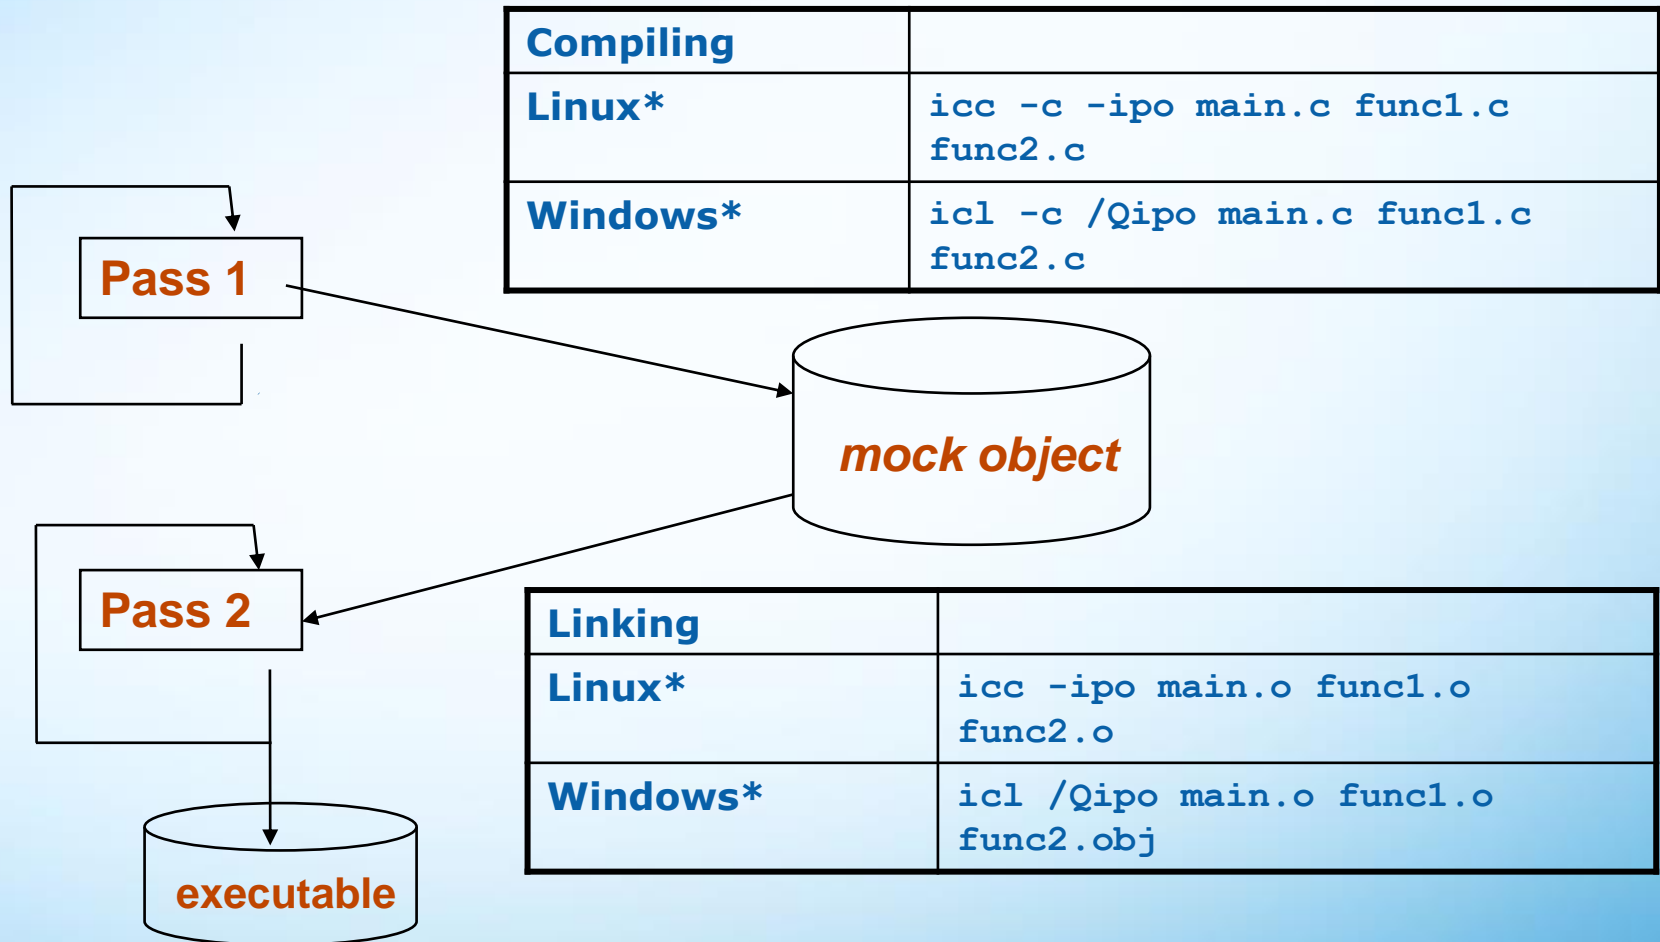 Compiling
Linux*
icc -c -ipo main.c func1.c
func2.c
Windows*
icl -c /Qipo main.c func1.c
func2.c
Pass 1
mock object
Pass 2
Linking
Linux*
icc -ipo main.o func1.o
func2.o
Windows*
icl /Qipo main.o func1.o
func2.obj
executable